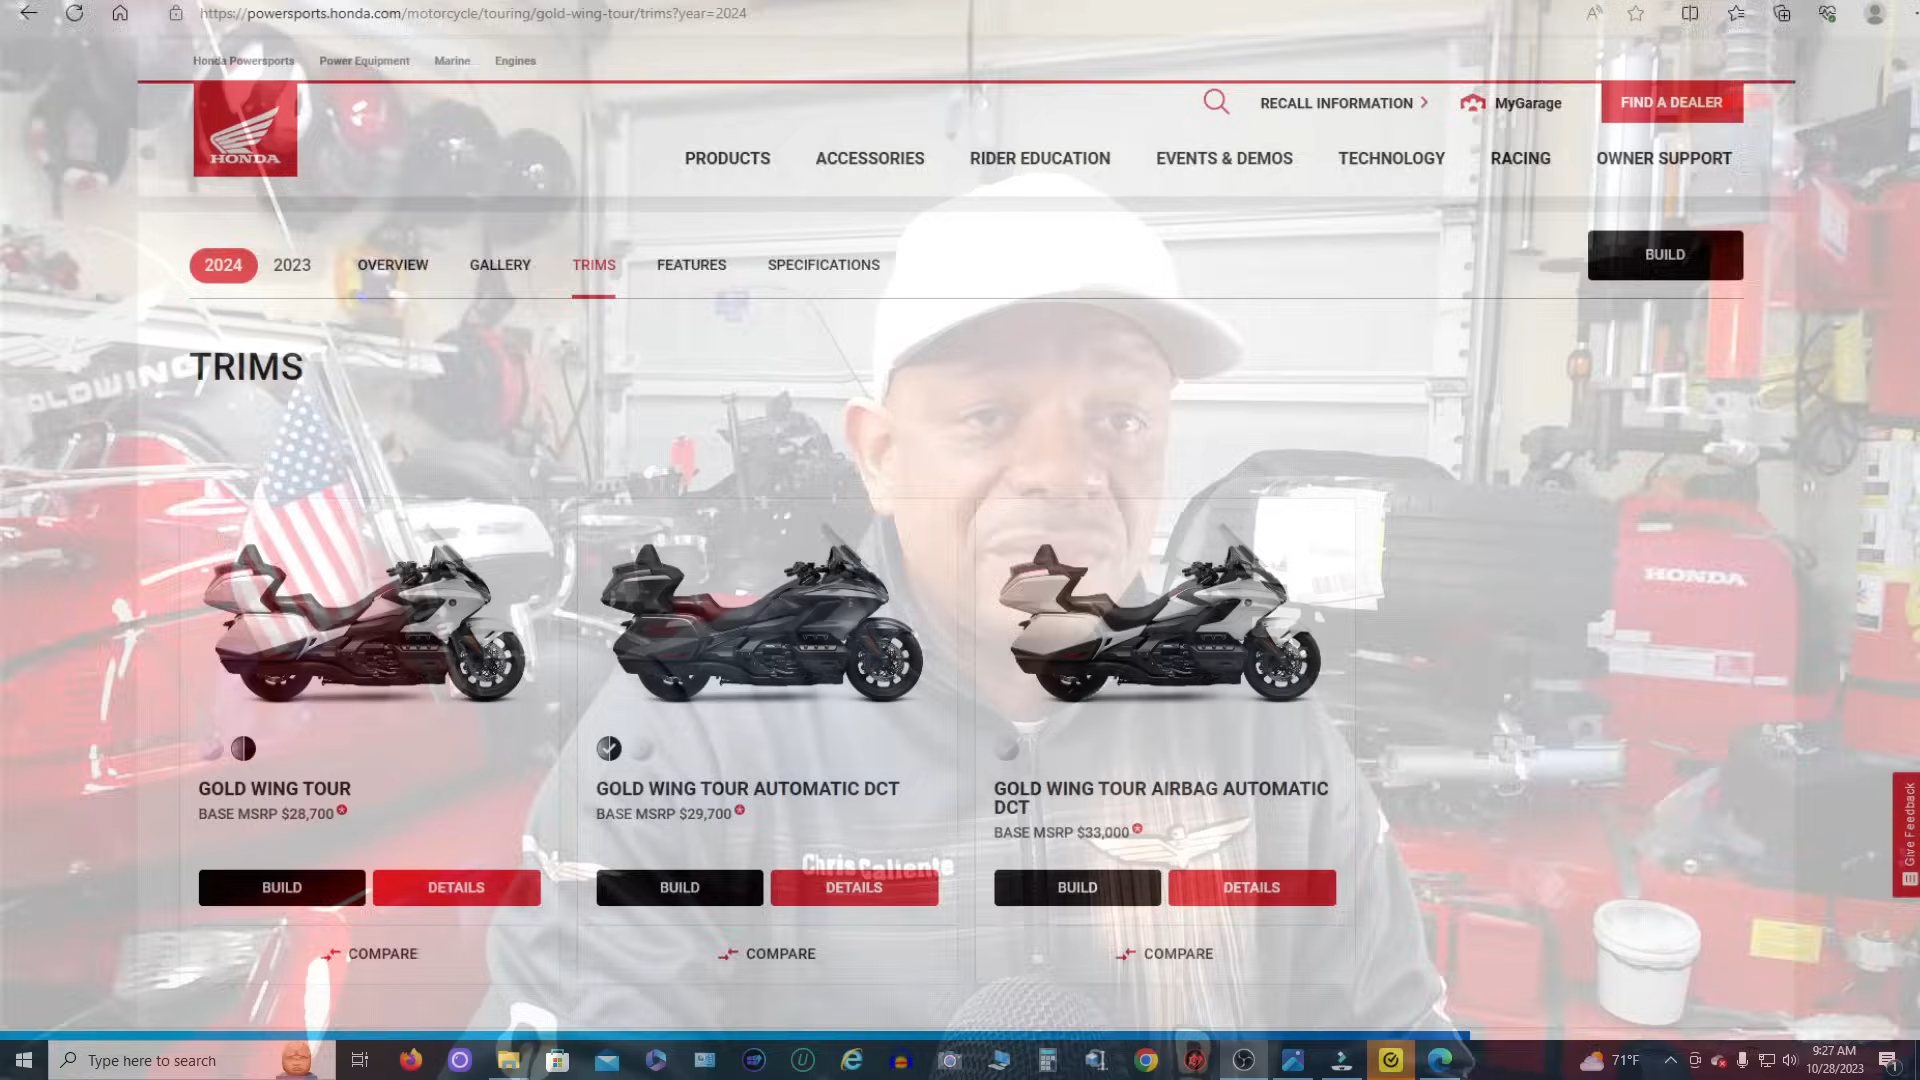 https://powersports.honda.com/motorcycle/touring/gold-wing-tour/trims?year=2024
Honda Powersports Power Equipment Marine Engines
RECALL INFORMATION MyGarage FIND A DEALER
HONDA
PRODUCTS ACCESSORIES RIDER EDUCATION EVENTS & DEMOS TECHNOLOGY RACING OWNER SUPPORT
2024 2023 OVERVIEW GALLERY TRIMS FEATURES SPECIFICATIONS BUILD
TRIMS
GOLDWING
HONDA
GOLD WING TOUR
BASE MSRP $28,700
GOLD WING TOUR AUTOMATIC DCT
BASE MSRP $29,700
GOLD WING TOUR AIRBAG AUTOMATIC
DCT
BASE MSRP $33,000
Give Feedback
Chris Caliente
BUILD DETAILS BUILD DETAILS BUILD DETAILS
COMPARE COMPARE COMPARE
Type here to search
71°F
9:27 AM
10/28/2023
1